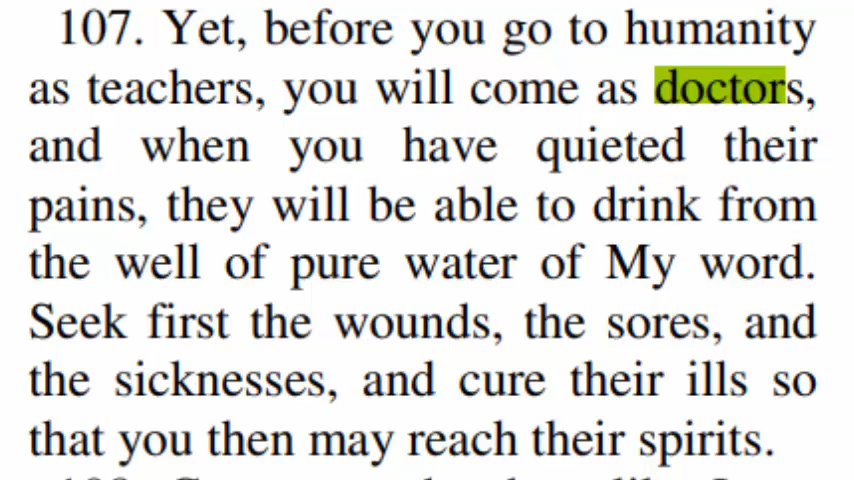 107. Yet, before you go to humanity
as teachers, you will come as doctors,
and when you have quieted their
pains, they will be able to drink from
the well of pure water of My word.
Seek first the wounds, the sores, and
the sicknesses, and cure their ills so
that you then may reach their spirits.